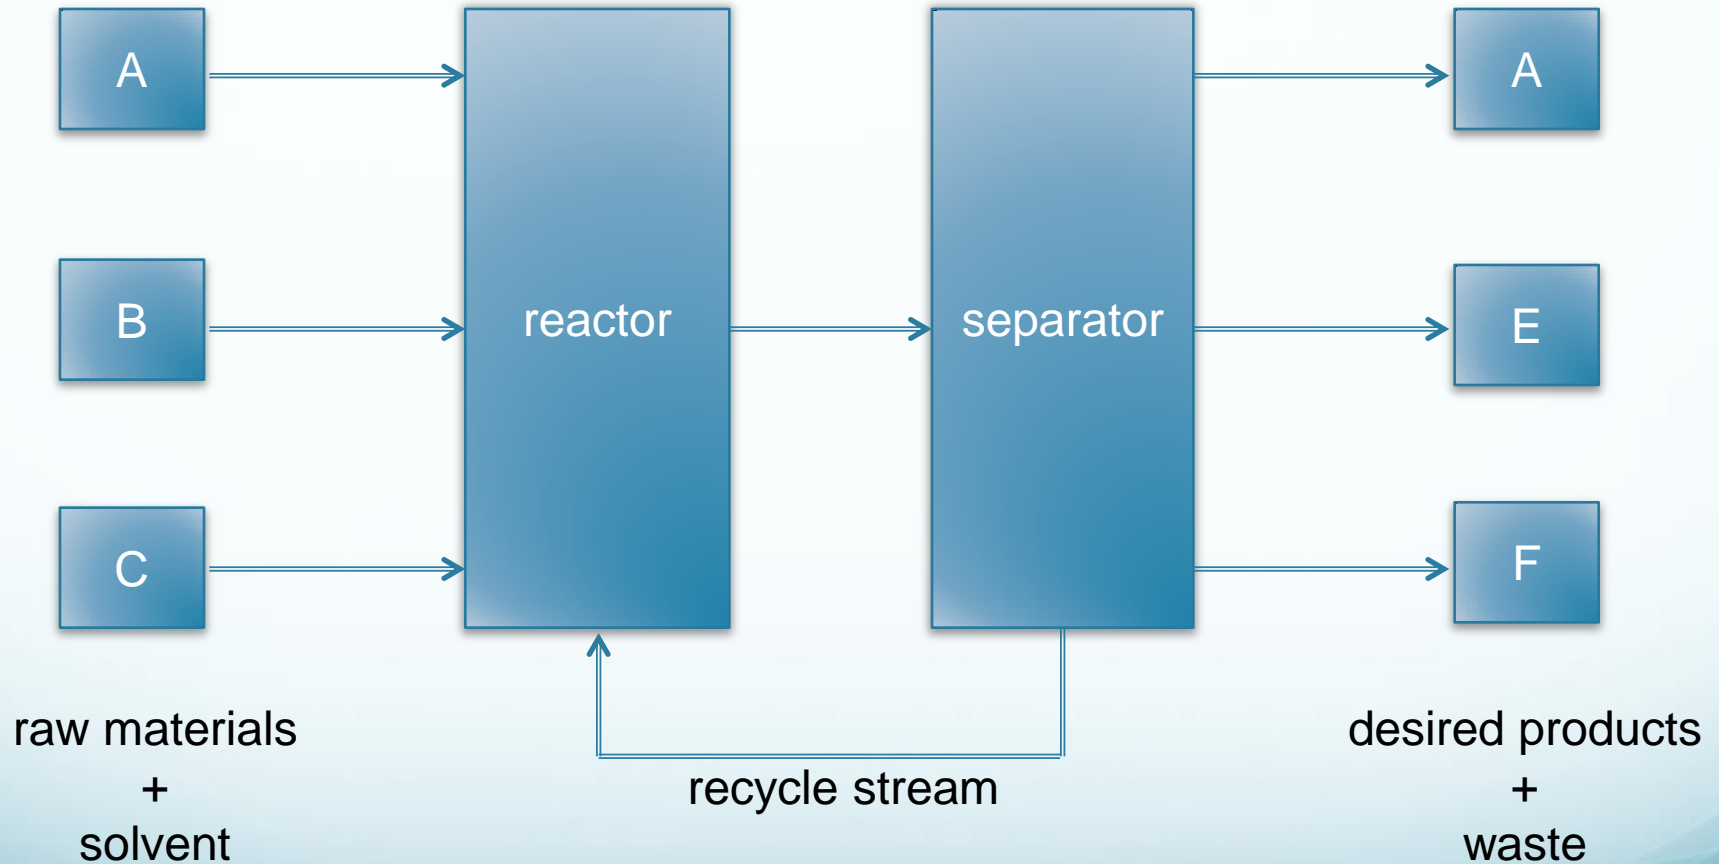 A
B
C
reactor
separator
A
E
F
raw materials
+
solvent
recycle stream
desired products
+
waste